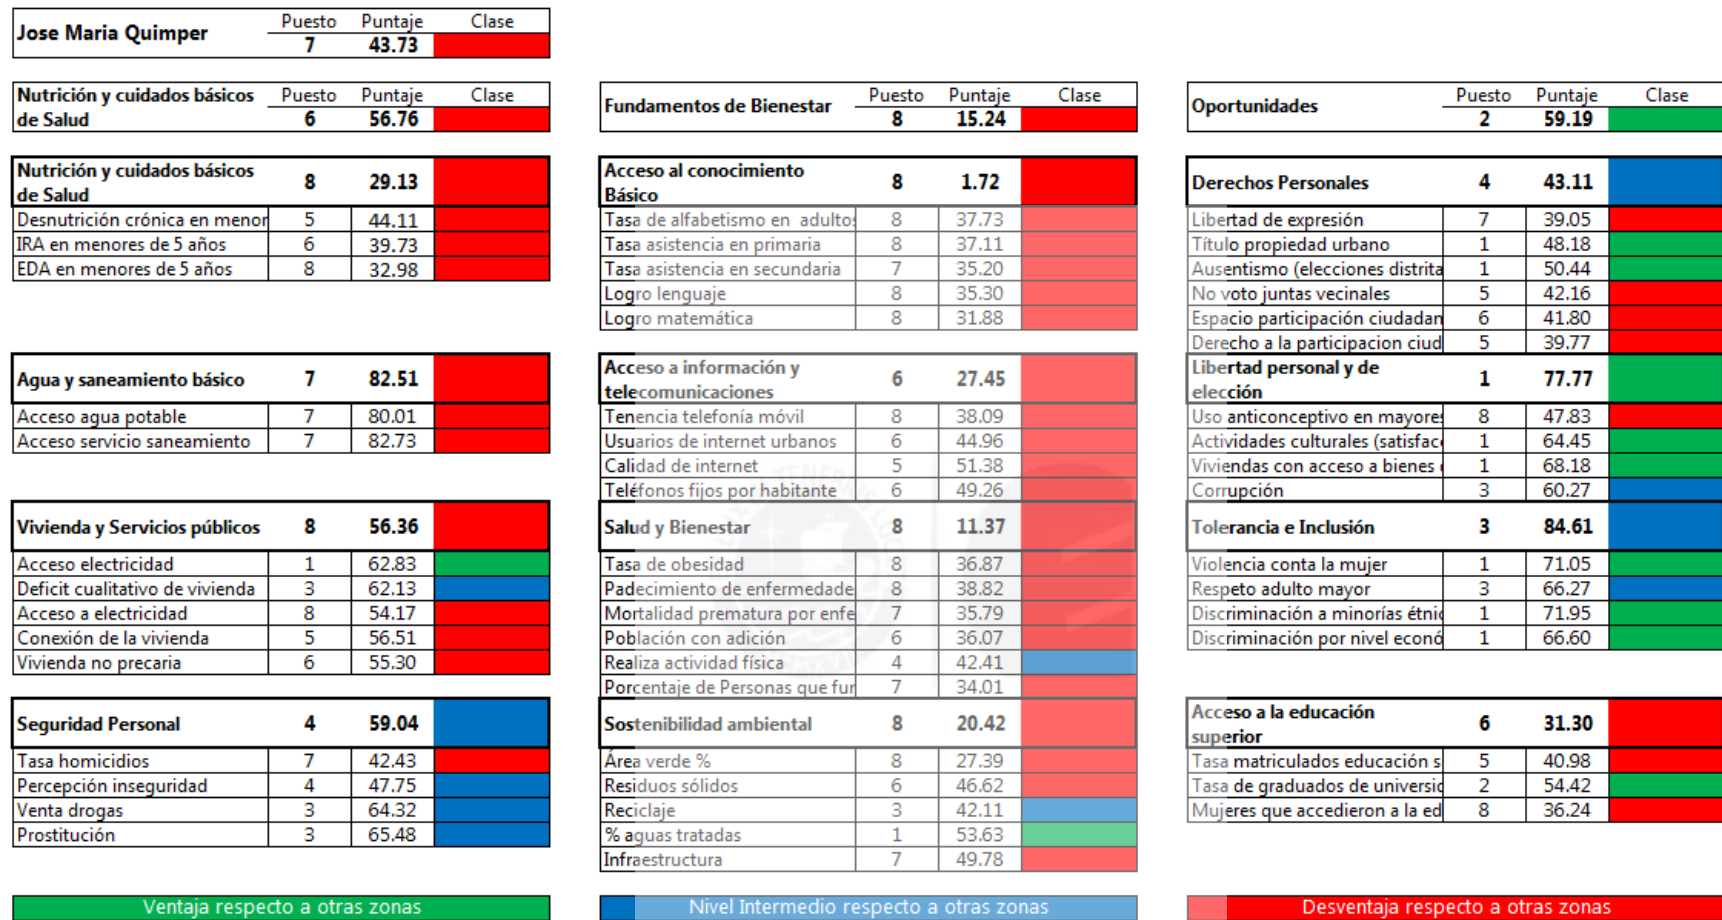 Jose Maria Quimper Puesto Puntaje Clase
7 43.73
Nutrición y cuidados básicos de Salud Puesto Puntaje Clase
6 56.76
Nutrición y cuidados básicos de Salud 8 29.13
Desnutrición crónica en menor 5 44.11
IRA en menores de 5 años 6 39.73
EDA en menores de 5 años 8 32.98
Agua y saneamiento básico 7 82.51
Acceso agua potable 7 80.01
Acceso servicio saneamiento 7 82.73
Vivienda y Servicios públicos 8 56.36
Acceso electricidad 1 62.83
Deficit cualitativo de vivienda 3 62.13
Acceso a electricidad 8 54.17
Conexión de la vivienda 5 56.51
Vivienda no precaria 6 55.30
Seguridad Personal 4 59.04
Tasa homicidios 7 42.43
Percepción inseguridad 4 47.75
Venta drogas 3 64.32
Prostitución 3 65.48
Fundamentos de Bienestar Puesto Puntaje Clase
8 15.24
Acceso al conocimiento Básico 8 1.72
Tasa de alfabetismo en adultos 8 37.73
Tasa asistencia en primaria 8 37.11
Tasa asistencia en secundaria 7 35.20
Logro lenguaje 8 35.30
Logro matemática 8 31.88
Acceso a información y telecomunicaciones 6 27.45
Tenencia telefonía móvil 8 38.09
Usuarios de internet urbanos 6 44.96
Calidad de internet 5 51.38
Teléfonos fijos por habitante 6 49.26
Salud y Bienestar 8 11.37
Tasa de obesidad 8 36.87
Padecimiento de enfermedade 8 38.82
Mortalidad prematura por enfe 7 35.79
Población con adición 6 36.07
Realiza actividad física 4 42.41
Porcentaje de Personas que fur 7 34.01
Sostenibilidad ambiental 8 20.42
Área verde % 8 27.39
Residuos sólidos 6 46.62
Reciclaje 3 42.11
% aguas tratadas 1 53.63
Infraestructura 7 49.78
Oportunidades Puesto Puntaje Clase
2 59.19
Derechos Personales 4 43.11
Libertad de expresión 7 39.05
Título propiedad urbano 1 48.18
Ausentismo (elecciones distrita 1 50.44
No voto juntas vecinales 5 42.16
Espacio participación ciudadan 6 41.80
Derecho a la participacion ciud 5 39.77
Libertad personal y de elección 1 77.77
Uso anticonceptivo en mayores 8 47.83
Actividades culturales (satisfac 1 64.45
Viviendas con acceso a bienes 1 68.18
Corrupción 3 60.27
Tolerancia e Inclusión 3 84.61
Violencia conta la mujer 1 71.05
Respeto adulto mayor 3 66.27
Discriminación a minorías étnic 1 71.95
Discriminación por nivel econó 1 66.60
Acceso a la educación superior 6 31.30
Tasa matriculados educación s 5 40.98
Tasa de graduados de universid 2 54.42
Mujeres que accedieron a la ed 8 36.24
Ventaja respecto a otras zonas
Nivel Intermedio respecto a otras zonas
Desventaja respecto a otras zonas